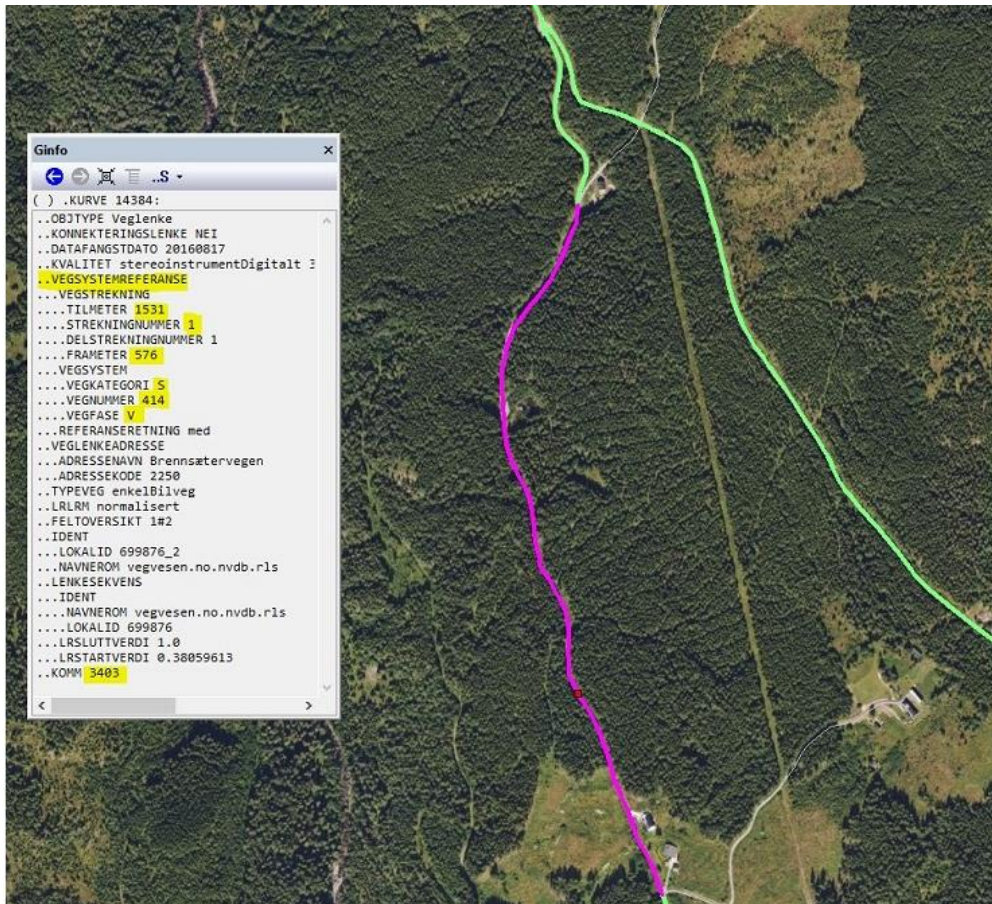 Ginfo
..S
( ) .KURVE 14384:
..OBJTYPE Veglenke
..KONNEKTERINGSLENKE NEI
..DATAFANGSTDATO 20160817
..KVALITET stereoinstrumentDigitalt 3
..VEGSYSTEMREFERANSE
...VEGSTREKNING
....TILMETER 1531
....STREKNINGNUMMER 1
....DELSTREKNINGNUMMER 1
....FRAMETER 576
...VEGSYSTEM
....VEGKATEGORI S
....VEGNUMMER 414
....VEGFASE V
...REFERANSERETNING med
..VEGLENKEADRESSE
...ADRESSENAVN Brennsætervegen
...ADRESSEKODE 2250
..TYPEVEG enkelBilveg
..LRLRM normalisert
..FELTOVERSIKT 1#2
..IDENT
...LOKALID 699876_2
...NAVNEROM vegvesen.no.nvdb.rls
..LENKESEKVENS
...IDENT
....NAVNEROM vegvesen.no.nvdb.rls
....LOKALID 699876
...LRSLUTTVERDI 1.0
...LRSTARTVERDI 0.38059613
..KOMM 3403